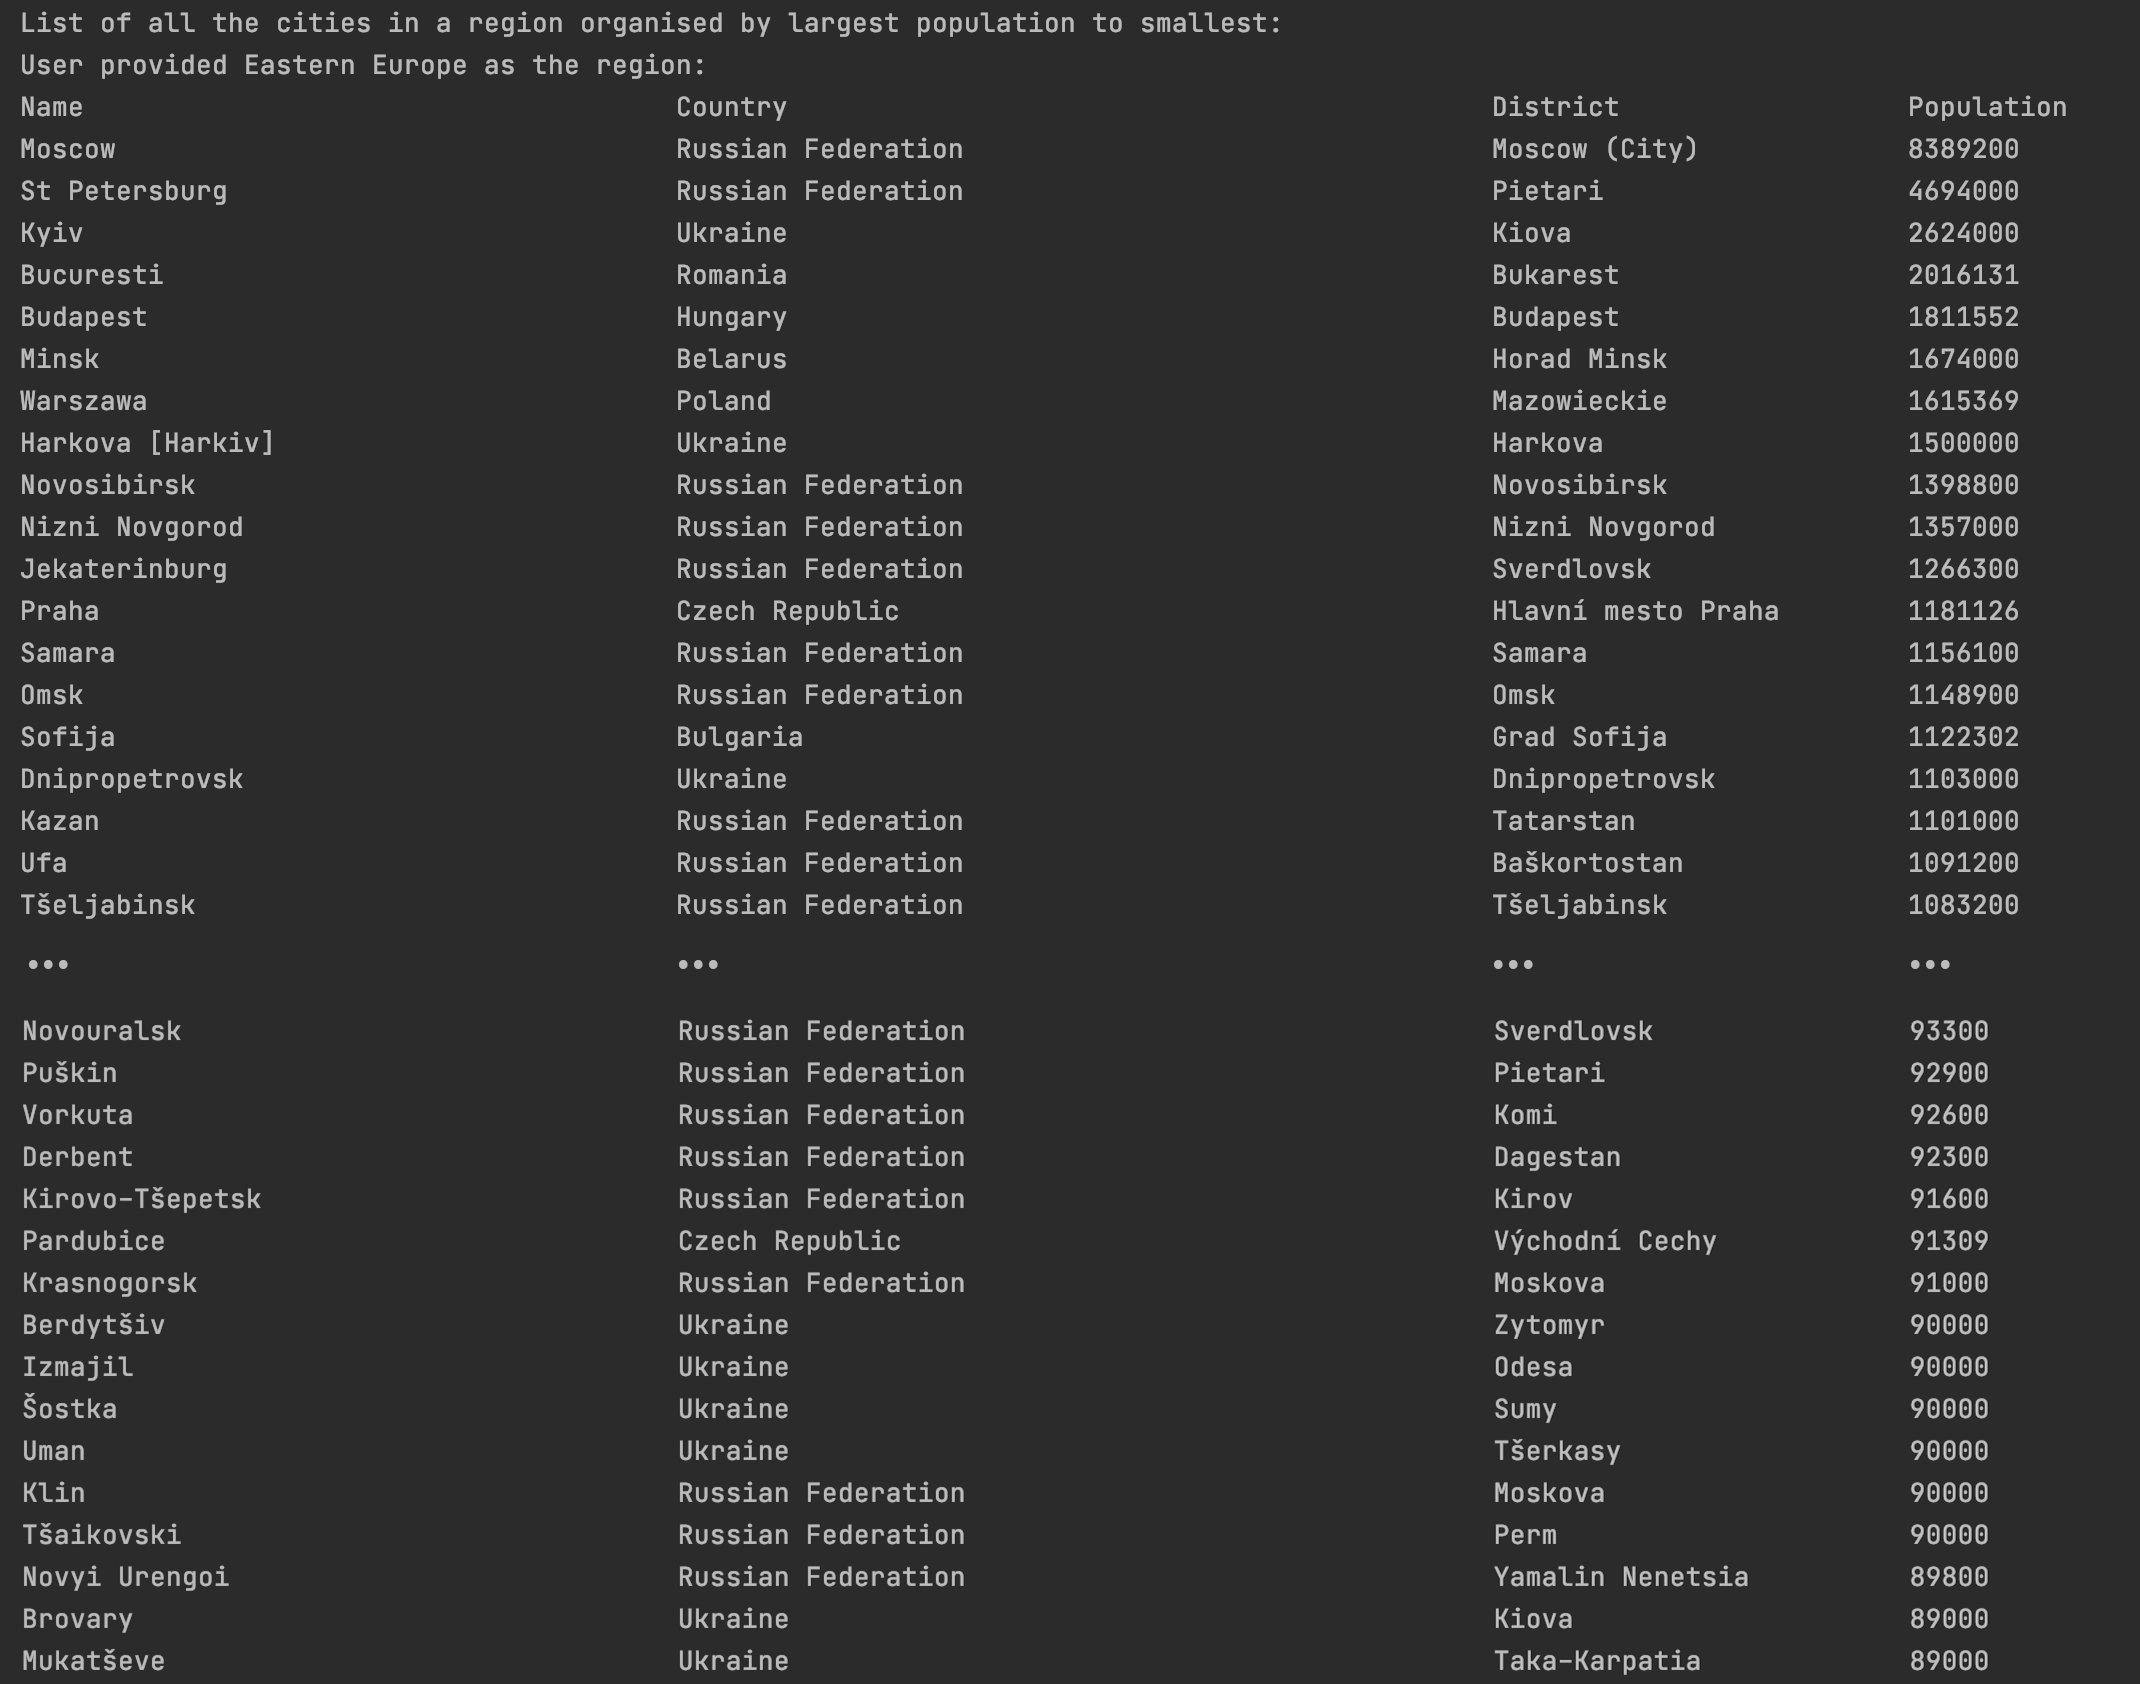 List of all the cities in a region organised by largest population to smallest:
User provided Eastern Europe as the region:
Name Country District Population
Moscow Russian Federation Moscow (City) 8389200
St Petersburg Russian Federation Pietari 4694000
Kyiv Ukraine Kiova 2624000
Bucuresti Romania Bukarest 2016131
Budapest Hungary Budapest 1811552
Minsk Belarus Horad Minsk 1674000
Warszawa Poland Mazowieckie 1615369
Harkova [Harkiv] Ukraine Harkova 1500000
Novosibirsk Russian Federation Novosibirsk 1398800
Nizni Novgorod Russian Federation Nizni Novgorod 1357000
Jekaterinburg Russian Federation Sverdlovsk 1266300
Praha Czech Republic Hlavní mesto Praha 1181126
Samara Russian Federation Samara 1156100
Omsk Russian Federation Omsk 1148900
Sofija Bulgaria Grad Sofija 1122302
Dnipropetrovsk Ukraine Dnipropetrovsk 1103000
Kazan Russian Federation Tatarstan 1101000
Ufa Russian Federation Baškortostan 1091200
Tšeljabinsk Russian Federation Tšeljabinsk 1083200
... ... ... ...
Novouralsk Russian Federation Sverdlovsk 93300
Puškin Russian Federation Pietari 92900
Vorkuta Russian Federation Komi 92600
Derbent Russian Federation Dagestan 92300
Kirovo-Tšepetsk Russian Federation Kirov 91600
Pardubice Czech Republic Východní Cechy 91309
Krasnogorsk Russian Federation Moskova 91000
Berdytšiv Ukraine Zytomyr 90000
Izmajil Ukraine Odesa 90000
Šostka Ukraine Sumy 90000
Uman Ukraine Tšerkasy 90000
Klin Russian Federation Moskova 90000
Tšaikovski Russian Federation Perm 90000
Novyi Urengoi Russian Federation Yamalin Nenetsia 89800
Brovary Ukraine Kiova 89000
Mukatševe Ukraine Taka-Karpatia 89000